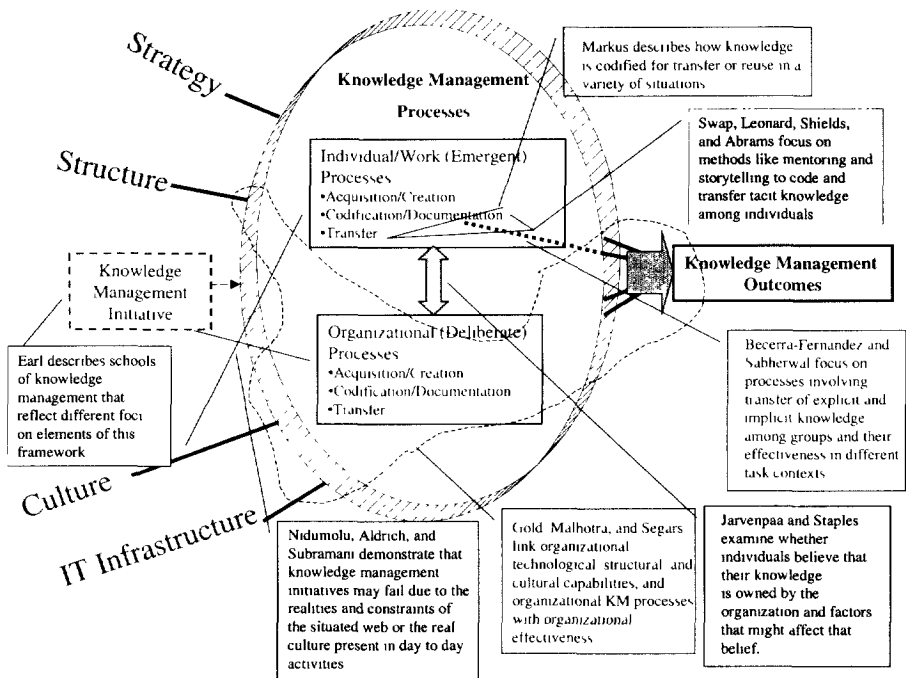 Strategy
Structure
Culture
IT Infrastructure
Knowledge Management
Processes
Individual/Work (Emergent)
Processes
•Acquisition/Creation
•Codification/Documentation
•Transfer
Organizational (Deliberate)
Processes
•Acquisition/Creation
•Codification/Documentation
•Transfer
Knowledge
Management
Initiative
Knowledge Management
Outcomes
Markus describes how knowledge
is codified for transfer or reuse in a
variety of situations
Swap, Leonard, Shields,
and Abrams focus on
methods like mentoring and
storytelling to code and
transfer tacit knowledge
among individuals
Becerra-Fernandez and
Sabherwal focus on
processes involving
transfer of explicit and
implicit knowledge
among groups and their
effectiveness in different
task contexts
Earl describes schools
of knowledge
management that
reflect different foci
on elements of this
framework
Nidumolu, Aldrich, and
Subramani demonstrate that
knowledge management
initiatives may fail due to the
realities and constraints of
the situated web or the real
culture present in day to day
activities
Gold Malhotra, and Segars
link organizational
technological structural and
cultural capabilities, and
organizational KM processes
with organizational
effectiveness
Jarvenpaa and Staples
examine whether
individuals believe that
their knowledge
is owned by the
organization and factors
that might affect that
belief.